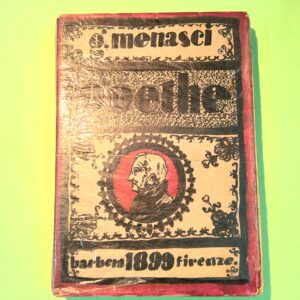 g. menasci
goethe
barbera 1899 firenze.